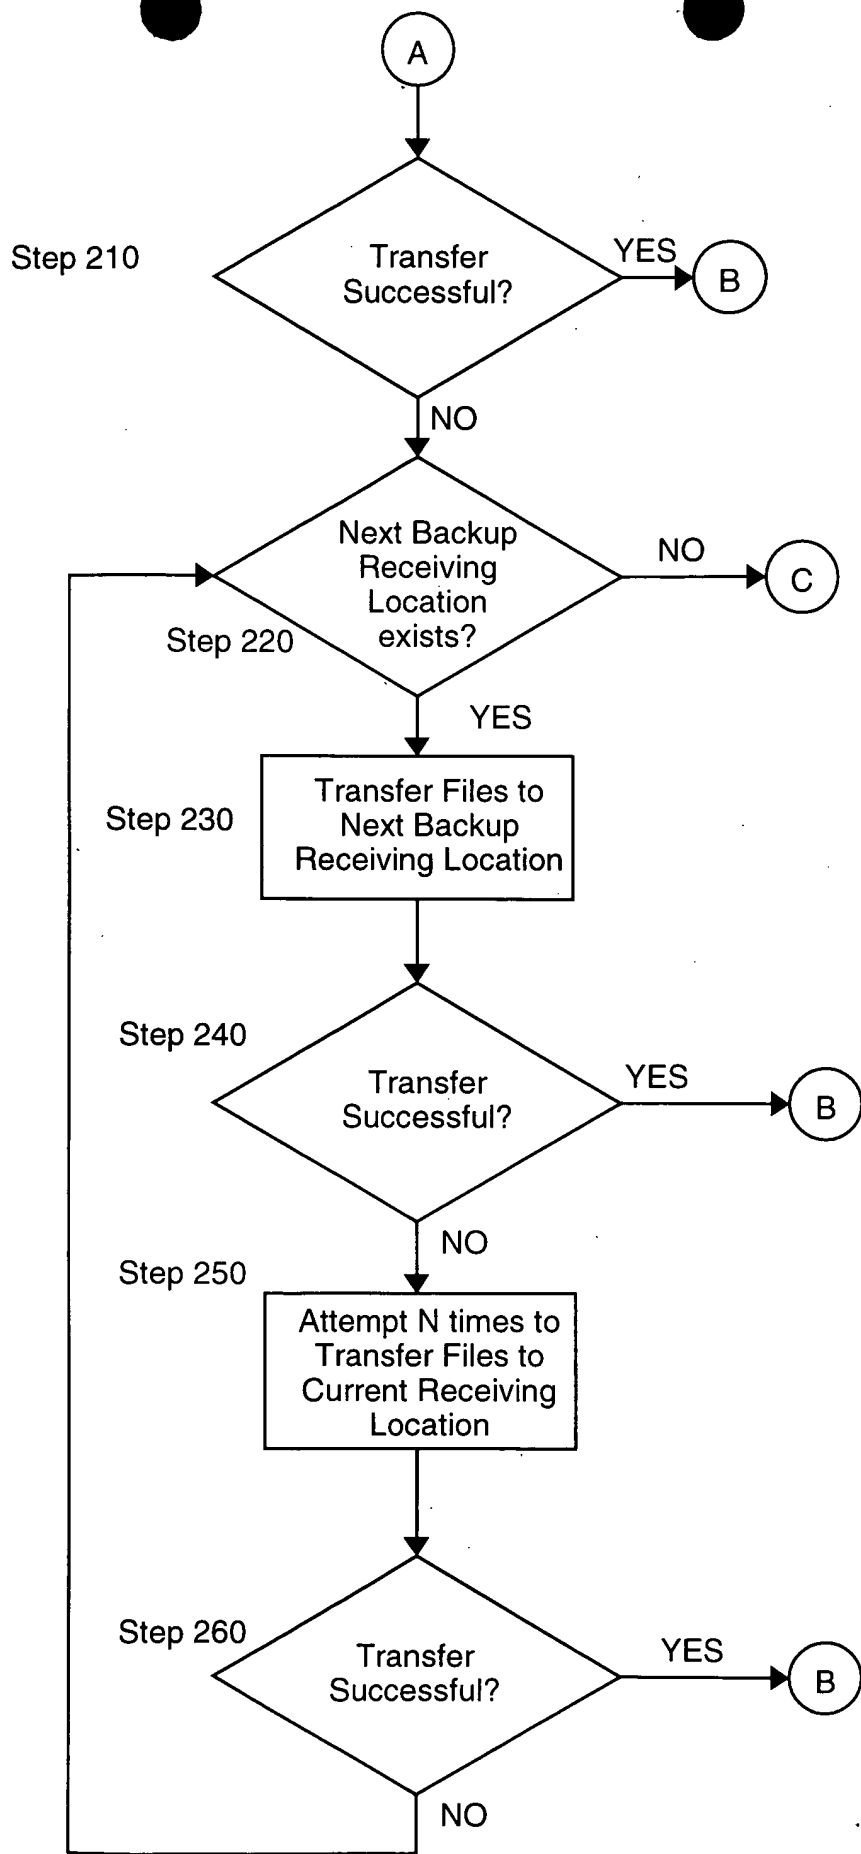 A
Step 210
Transfer
Successful?
YES
B
NO
Next Backup
Receiving
Location
exists?
NO
C
Step 220
YES
Step 230
Transfer Files to
Next Backup
Receiving Location
Step 240
Transfer
Successful?
YES
B
NO
Step 250
Attempt N times to
Transfer Files to
Current Receiving
Location
Step 260
Transfer
Successful?
YES
B
NO